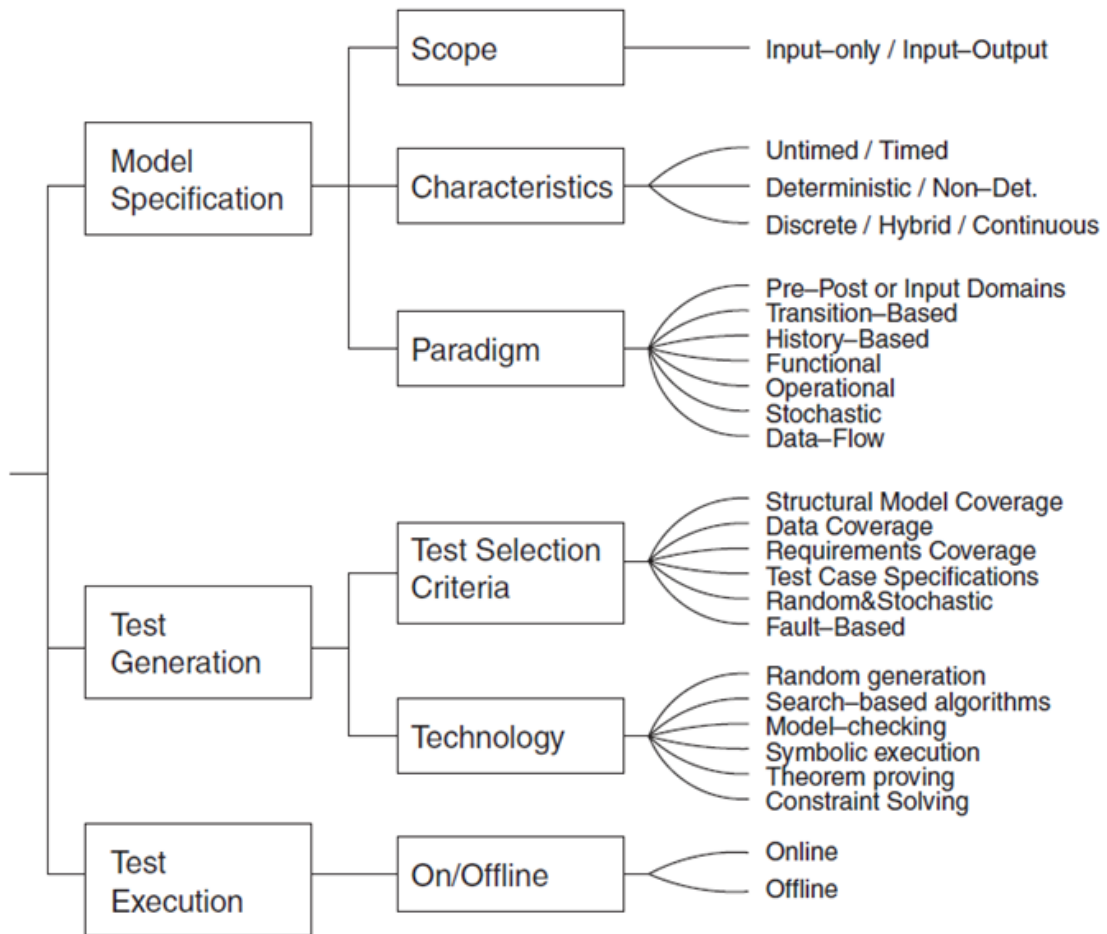 Scope
Input–only / Input–Output
Model
Specification
Characteristics
Untimed / Timed
Deterministic / Non–Det.
Discrete / Hybrid / Continuous
Paradigm
Pre–Post or Input Domains
Transition–Based
History–Based
Functional
Operational
Stochastic
Data–Flow
Test
Generation
Test Selection
Criteria
Structural Model Coverage
Data Coverage
Requirements Coverage
Test Case Specifications
Random&Stochastic
Fault–Based
Technology
Random generation
Search–based algorithms
Model–checking
Symbolic execution
Theorem proving
Constraint Solving
Test
Execution
On/Offline
Online
Offline